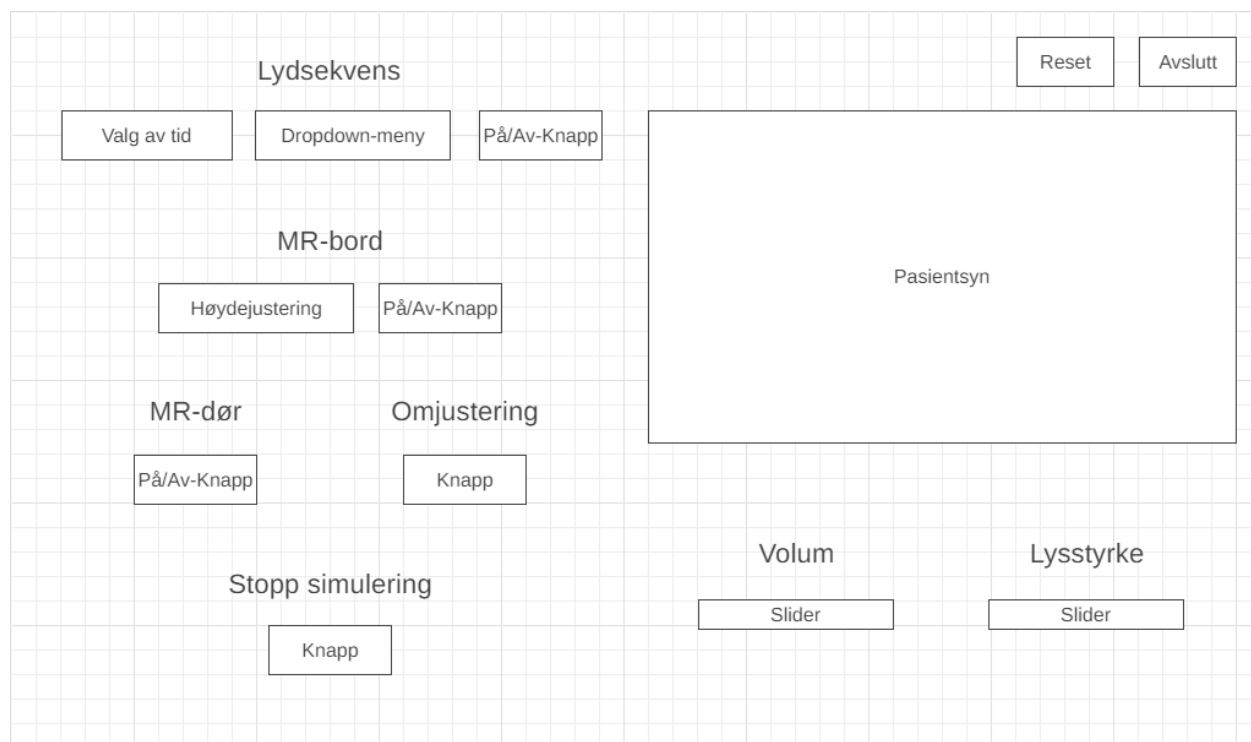 Reset Avslutt
Lydsekvens
Valg av tid Dropdown-meny På/Av-Knapp
MR-bord
Høydejustering På/Av-Knapp
Pasientsyn
MR-dør Omjustering
På/Av-Knapp Knapp
Stopp simulering
Knapp
Volum Lysstyrke
Slider Slider